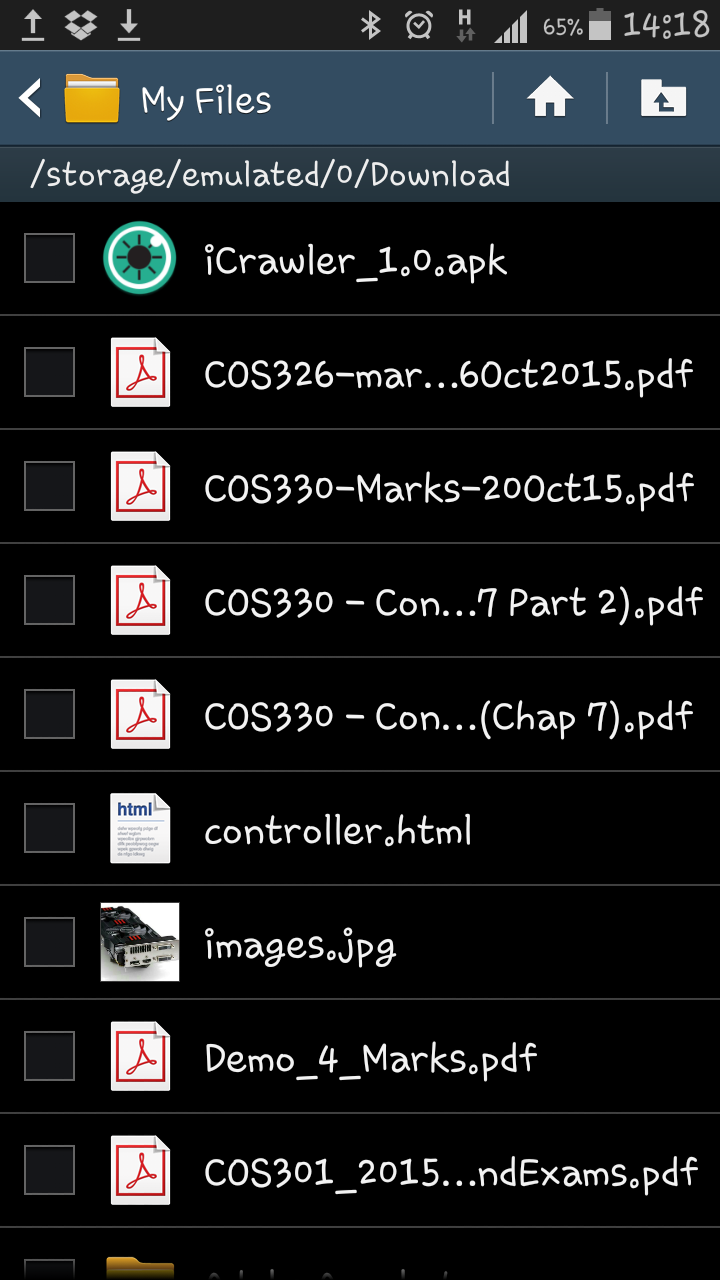 H
65%
14:18
My Files
/storage/emulated/0/Download
iCrawler_1.0.apk
COS326-mar...6Oct2015.pdf
COS330-Marks-20Oct15.pdf
COS330 - Con...7 Part 2).pdf
COS330 - Con...(Chap 7).pdf
html
controller.html
images.jpg
Demo_4_Marks.pdf
COS301_2015...ndExams.pdf